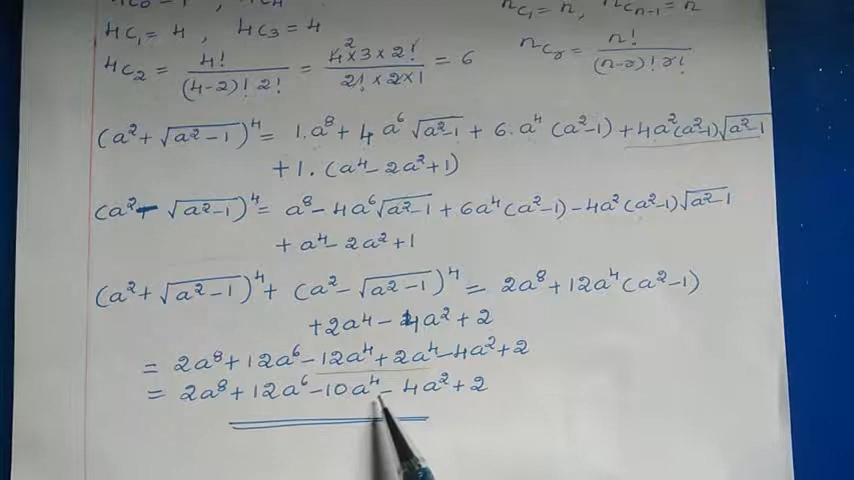 4C₁ = 4 , 4C₃ = 4
nC₁ = n, nCₙ₋₁ = n
4C₂ = 4!/((4-2)! 2!) = (4² × 3 × 2!)/(2! × 2 × 1) = 6
nCᵣ = n!/((n-r)! r!)
(a² + √(a²-1))⁴ = 1.a⁸ + 4 a⁶ √(a²-1) + 6.a⁴ (a²-1) + 4a² (a²-1) √(a²-1)
+ 1. (a⁴ - 2a² + 1)
(a² - √(a²-1))⁴ = a⁸ - 4a⁶ √(a²-1) + 6a⁴ (a²-1) - 4a² (a²-1) √(a²-1)
+ a⁴ - 2a² + 1
(a² + √(a²-1))⁴ + (a² - √(a²-1))⁴ = 2a⁸ + 12a⁴ (a²-1)
+ 2a⁴ - 4a² + 2
= 2a⁸ + 12a⁶ - 12a⁴ + 2a⁴ - 4a² + 2
= 2a⁸ + 12a⁶ - 10a⁴ - 4a² + 2